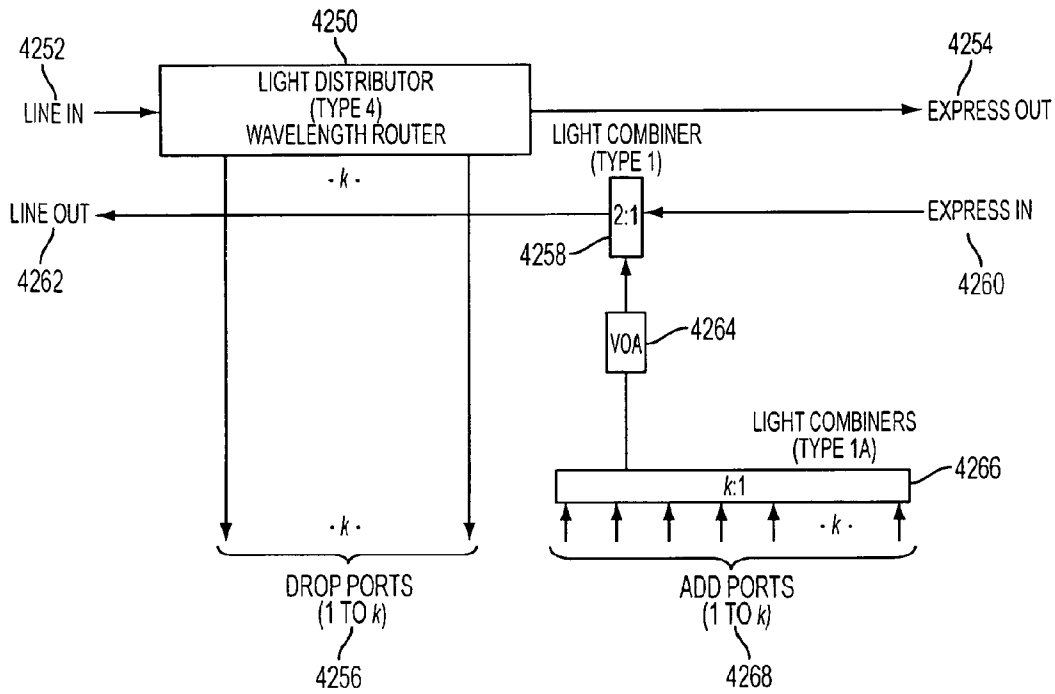 4250
4252
4254
LINE IN
LIGHT DISTRIBUTOR
(TYPE 4)
WAVELENGTH ROUTER
EXPRESS OUT
LIGHT COMBINER
(TYPE 1)
- k -
LINE OUT
2:1
EXPRESS IN
4258
4262
4260
VOA
4264
LIGHT COMBINERS
(TYPE 1A)
4266
k:1
- k -
- k -
DROP PORTS
(1 TO k)
ADD PORTS
(1 TO k)
4256
4268